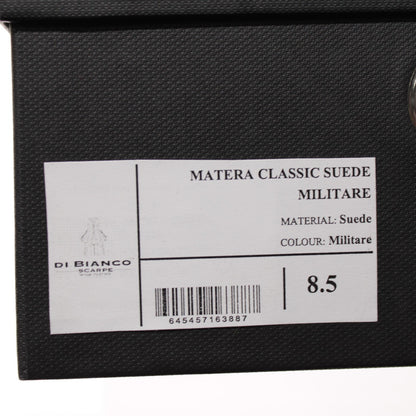 MATERA CLASSIC SUEDE
MILITARE
MATERIAL: Suede
COLOUR: Militare
DI BIANCO
SCARPE
645457163887
8.5